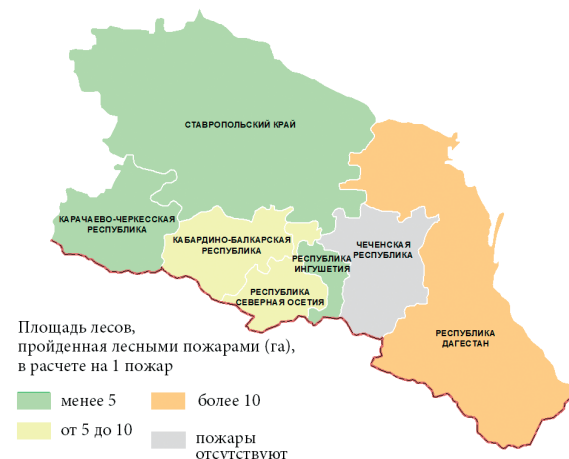 СТАВРОПОЛЬСКИЙ КРАЙ
КАРАЧАЕВО-ЧЕРКЕССКАЯ
РЕСПУБЛИКА
КАБАРДИНО-БАЛКАРСКАЯ
РЕСПУБЛИКА
РЕСПУБЛИКА
ИНГУШЕТИЯ
ЧЕЧЕНСКАЯ
РЕСПУБЛИКА
РЕСПУБЛИКА
СЕВЕРНАЯ ОСЕТИЯ
РЕСПУБЛИКА
ДАГЕСТАН
Площадь лесов,
пройденная лесными пожарами (га),
в расчете на 1 пожар
менее 5
более 10
от 5 до 10
пожары
отсутствуют